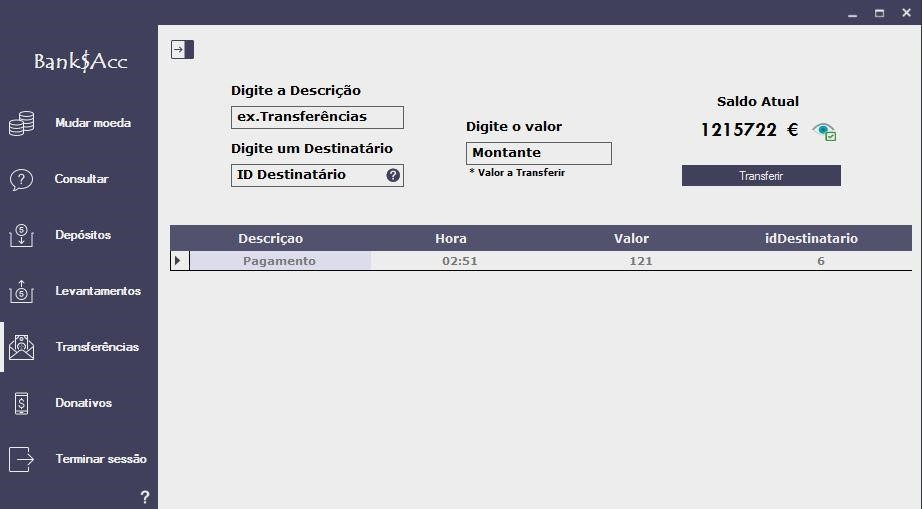 Bank$Acc
Mudar moeda
Consultar
Depósitos
Levantamentos
Transferências
Donativos
Terminar sessão
?
Digite a Descrição
ex.Transferências
Digite um Destinatário
ID Destinatário ?
Digite o valor
Montante
* Valor a Transferir
Saldo Atual
1215722 €
Transferir
Descriçao Hora Valor idDestinatario
Pagamento 02:51 121 6